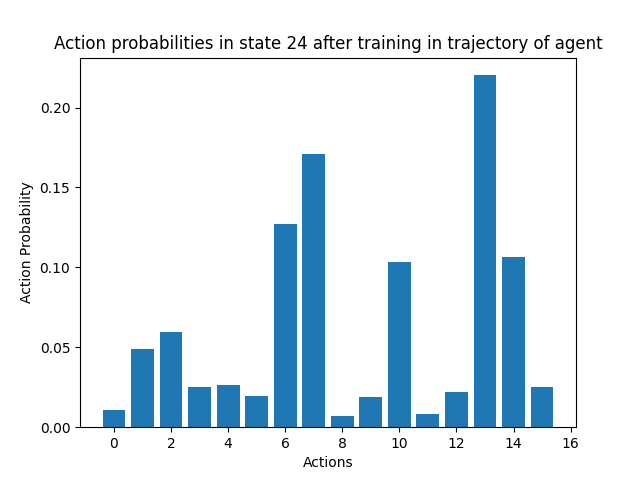 Action probabilities in state 24 after training in trajectory of agent
0.20
0.15
0.10
0.05
0.00
Action Probability
0 2 4 6 8 10 12 14 16
Actions